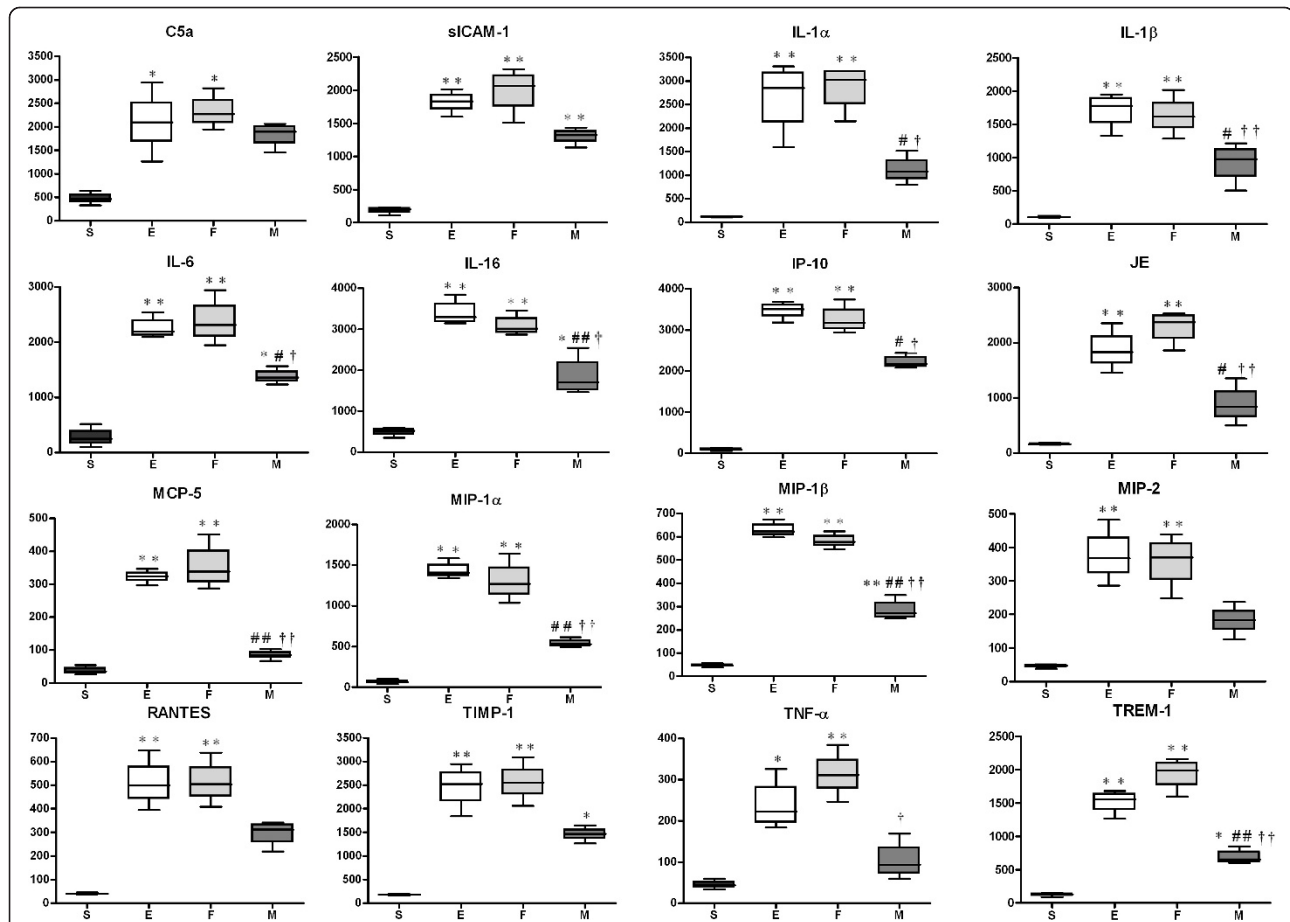 C5a
3500
3000
2500
2000
1500
1000
500
0
* *
S E F M
sICAM-1
2500
2000
1500
1000
500
0
** ** **
S E F M
IL-1α
3500
3000
2500
2000
1500
1000
500
0
** ** # †
S E F M
IL-1β
2500
2000
1500
1000
500
0
** ** # ††
S E F M
IL-6
3500
3000
2500
2000
1500
1000
500
0
** ** * # †
S E F M
IL-16
4000
3000
2000
1000
0
** ** * ## †
S E F M
IP-10
4000
3000
2000
1000
0
** ** # †
S E F M
JE
3000
2000
1000
0
** ** # ††
S E F M
MCP-5
500
400
300
200
100
0
** ** ## ††
S E F M
MIP-1α
2000
1500
1000
500
0
** ** ## ††
S E F M
MIP-1β
700
600
500
400
300
200
100
0
** ** ** ## ††
S E F M
MIP-2
500
400
300
200
100
0
** **
S E F M
RANTES
700
600
500
400
300
200
100
0
** **
S E F M
TIMP-1
3500
3000
2500
2000
1500
1000
500
0
** ** *
S E F M
TNF-α
400
300
200
100
0
* ** †
S E F M
TREM-1
2500
2000
1500
1000
500
0
** ** * ## ††
S E F M